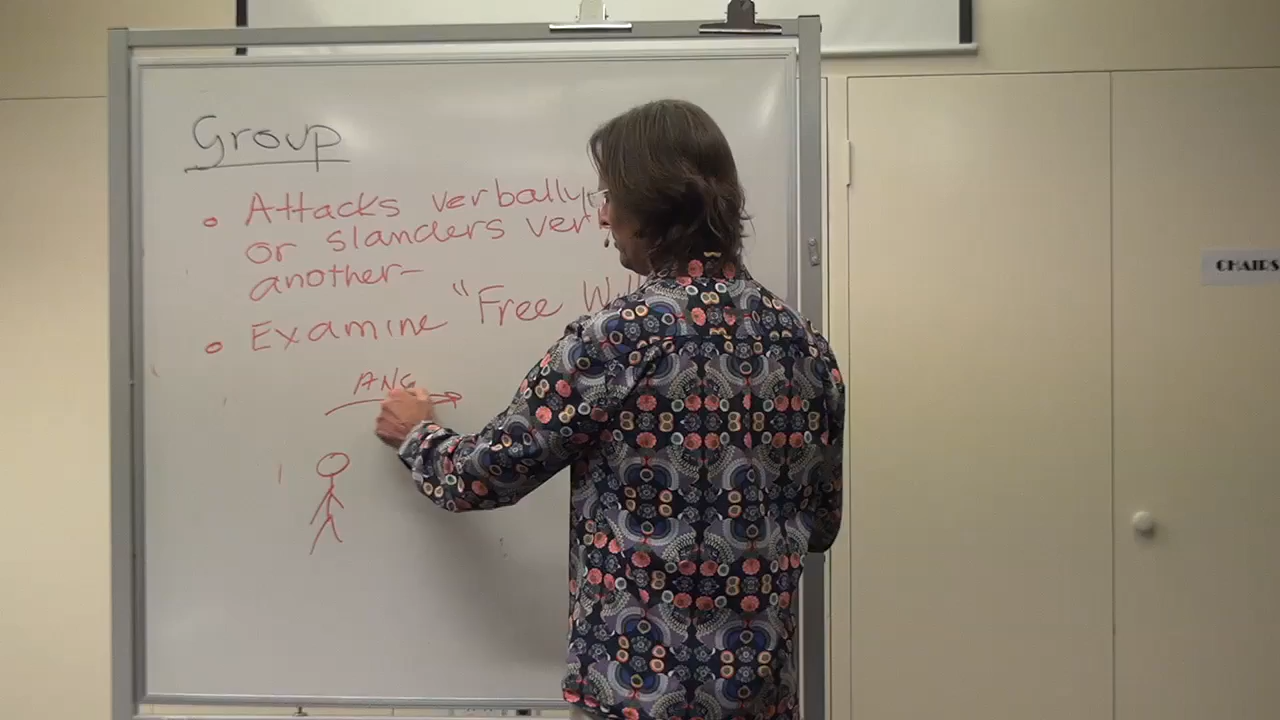 Group
• Attacks verbally,
or slanders
another-
• Examine "Free
ANG
CHAIRS